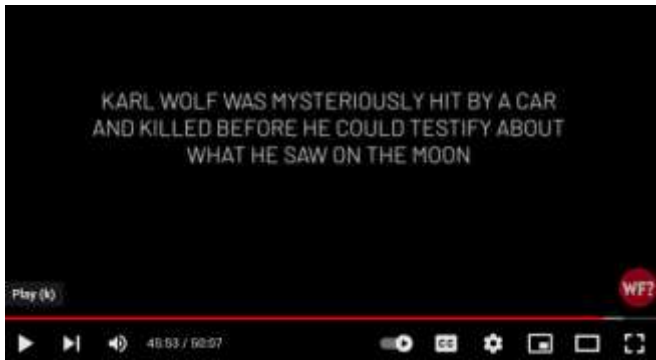 KARL WOLF WAS MYSTERIOUSLY HIT BY A CAR
AND KILLED BEFORE HE COULD TESTIFY ABOUT
WHAT HE SAW ON THE MOON
WF?
Play (k)
CC